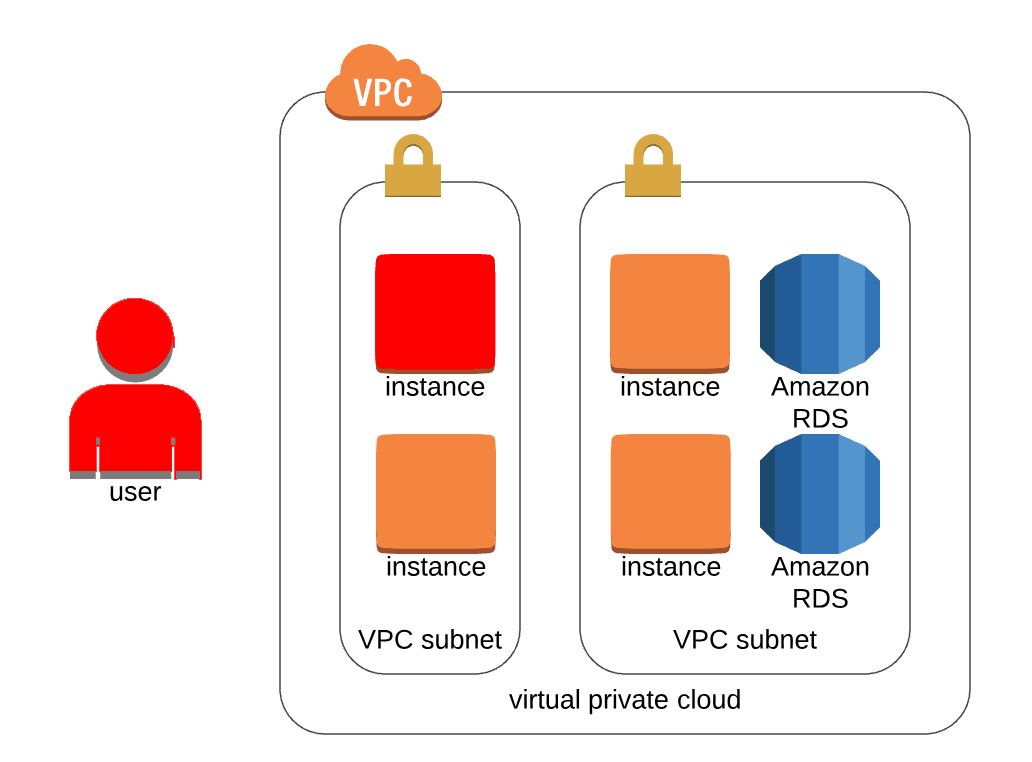 VPC
user
instance
instance
VPC subnet
instance
Amazon
RDS
instance
Amazon
RDS
VPC subnet
virtual private cloud